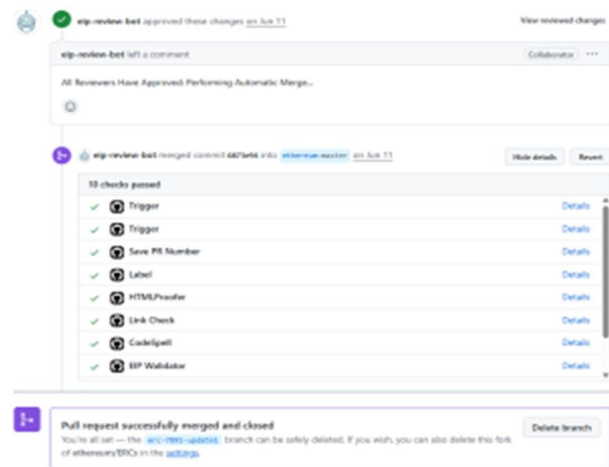 eip-review-bot approved these changes on Jun 11
View reviewed changes
eip-review-bot left a comment
Collaborator ...
All Reviewers Have Approved; Performing Automatic Merge...
eip-review-bot merged commit into ethereum:master on Jun 11
Hide details
Revert
10 checks passed
Trigger Details
Trigger Details
Save PR Number Details
Label Details
HTMLProofer Details
Link Check Details
CodeSpell Details
EIP Walidator Details
Pull request successfully merged and closed
Delete branch
You're all set — the branch can be safely deleted. If you wish, you can also delete this fork
of ethereum/ERCs in the settings.